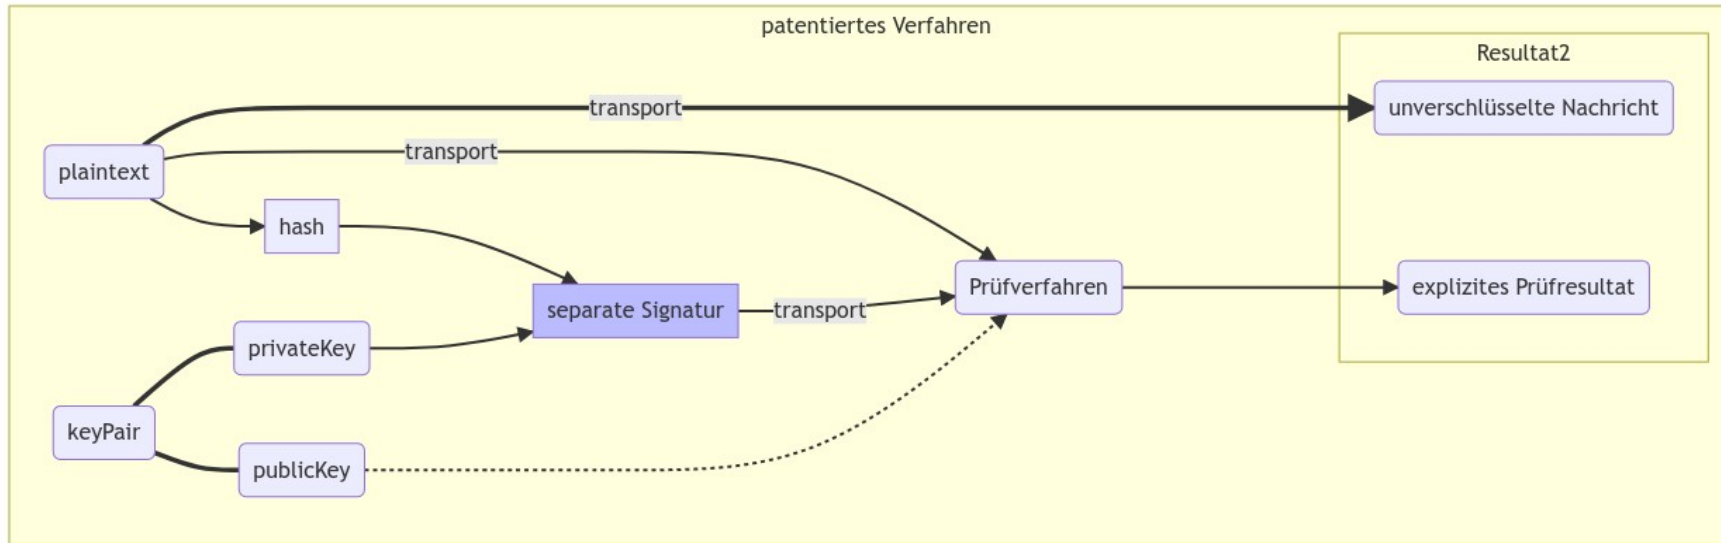 patentiertes Verfahren
Resultat2
unverschlüsselte Nachricht
transport
transport
plaintext
hash
Prüfverfahren
explizites Prüfresultat
separate Signatur
transport
privateKey
keyPair
publicKey